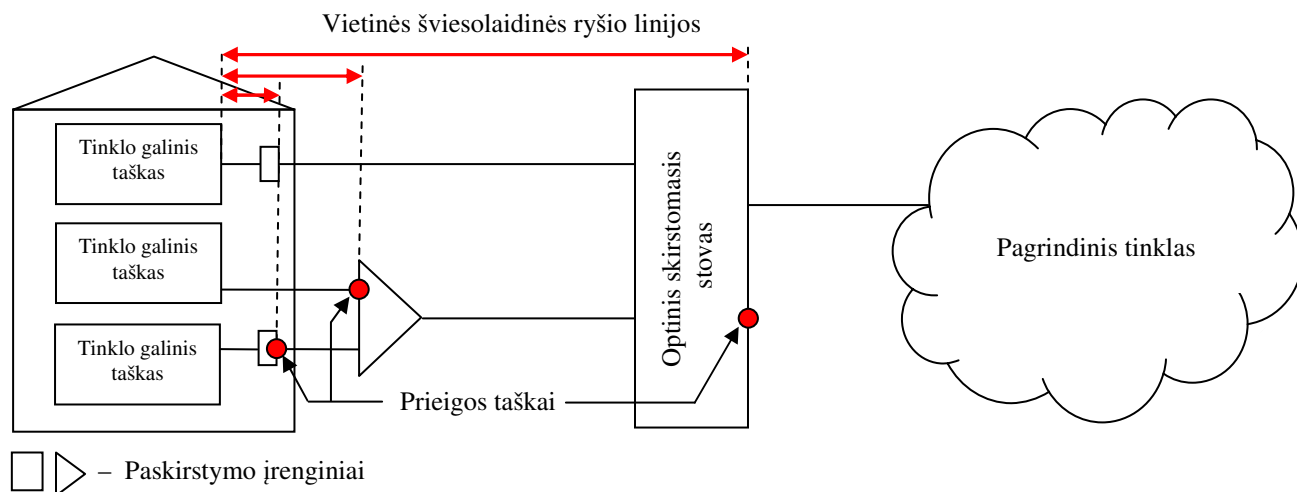 Vietinės šviesolaidinės ryšio linijos
Tinklo galinis
taškas
Tinklo galinis
taškas
Tinklo galinis
taškas
Optinis skirstomasis
stovas
Pagrindinis tinklas
Prieigos taškai
– Paskirstymo įrenginiai